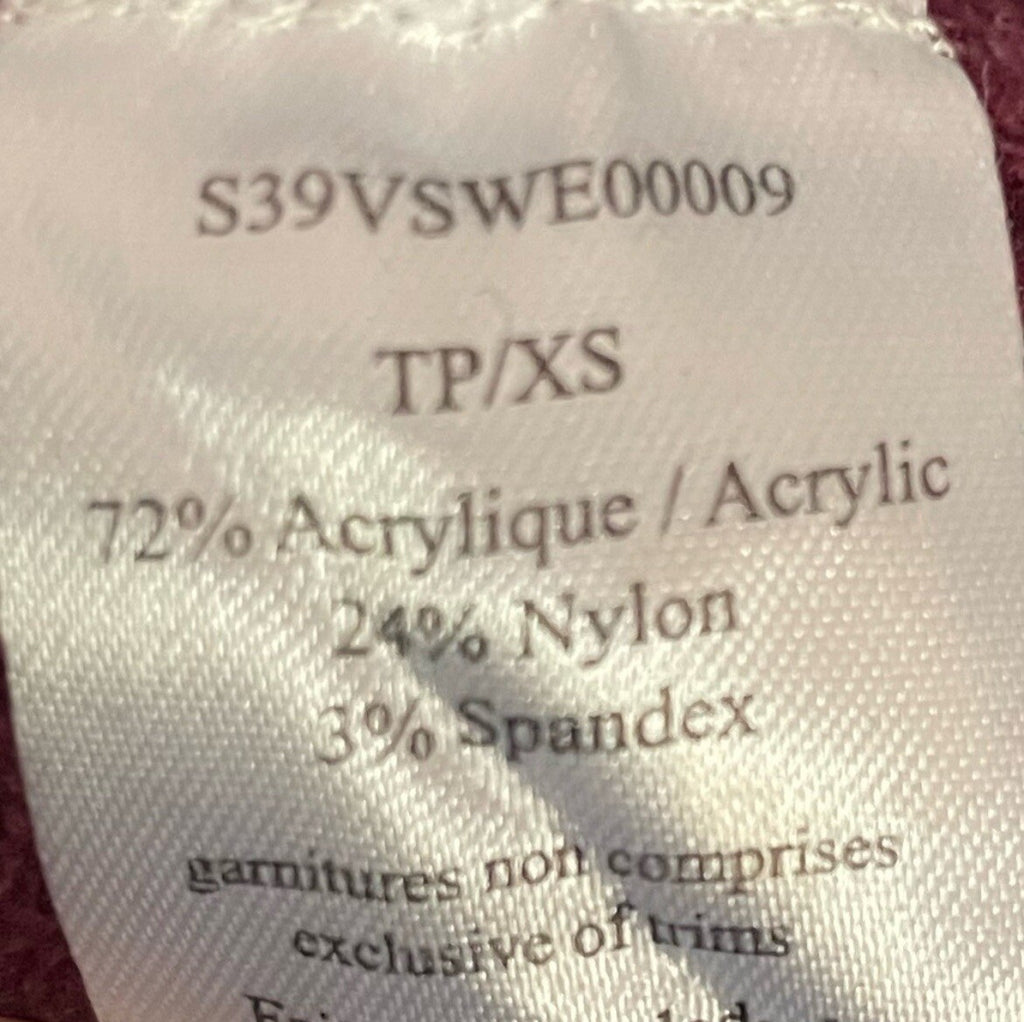 S39VSWE00009
TP/XS
72% Acrylique / Acrylic
24% Nylon
3% Spandex
garnitures non comprises
exclusive of trims